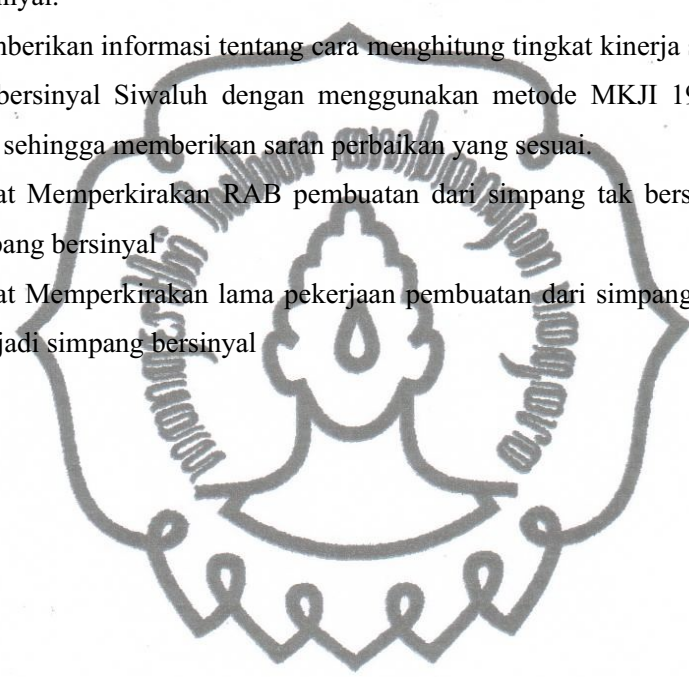 mberikan informasi tentang cara menghitung tingkat kinerja s
bersinyal Siwaluh dengan menggunakan metode MKJI 19
sehingga memberikan saran perbaikan yang sesuai.
at Memperkirakan RAB pembuatan dari simpang tak bers
pang bersinyal
at Memperkirakan lama pekerjaan pembuatan dari simpang
jadi simpang bersinyal